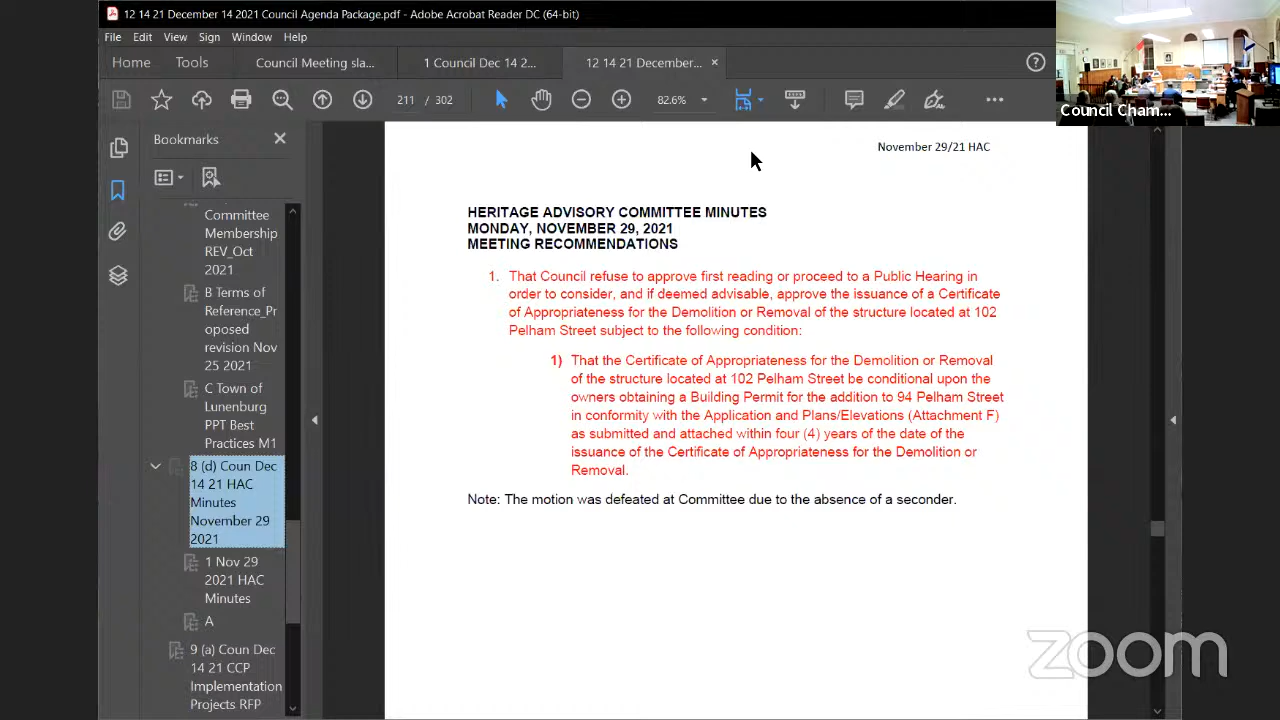 12 14 21 December 14 2021 Council Agenda Package.pdf - Adobe Acrobat Reader DC (64-bit)
File Edit View Sign Window Help
Home Tools Council Meeting sla... 1 Council Dec 14 2... 12 14 21 December... ×
211 / 302 82.6%
Council Cham...
Bookmarks
Committee
Membership
REV_Oct
2021
B Terms of
Reference_Pr
oposed
revision Nov
25 2021
C Town of
Lunenburg
PPT Best
Practices M1
8 (d) Coun Dec
14 21 HAC
Minutes
November 29
2021
1 Nov 29
2021 HAC
Minutes
A
9 (a) Coun Dec
14 21 CCP
Implementation
Projects RFP
November 29/21 HAC
HERITAGE ADVISORY COMMITTEE MINUTES
MONDAY, NOVEMBER 29, 2021
MEETING RECOMMENDATIONS
1. That Council refuse to approve first reading or proceed to a Public Hearing in
order to consider, and if deemed advisable, approve the issuance of a Certificate
of Appropriateness for the Demolition or Removal of the structure located at 102
Pelham Street subject to the following condition:
1) That the Certificate of Appropriateness for the Demolition or Removal
of the structure located at 102 Pelham Street be conditional upon the
owners obtaining a Building Permit for the addition to 94 Pelham Street
in conformity with the Application and Plans/Elevations (Attachment F)
as submitted and attached within four (4) years of the date of the
issuance of the Certificate of Appropriateness for the Demolition or
Removal.
Note: The motion was defeated at Committee due to the absence of a seconder.
zoom